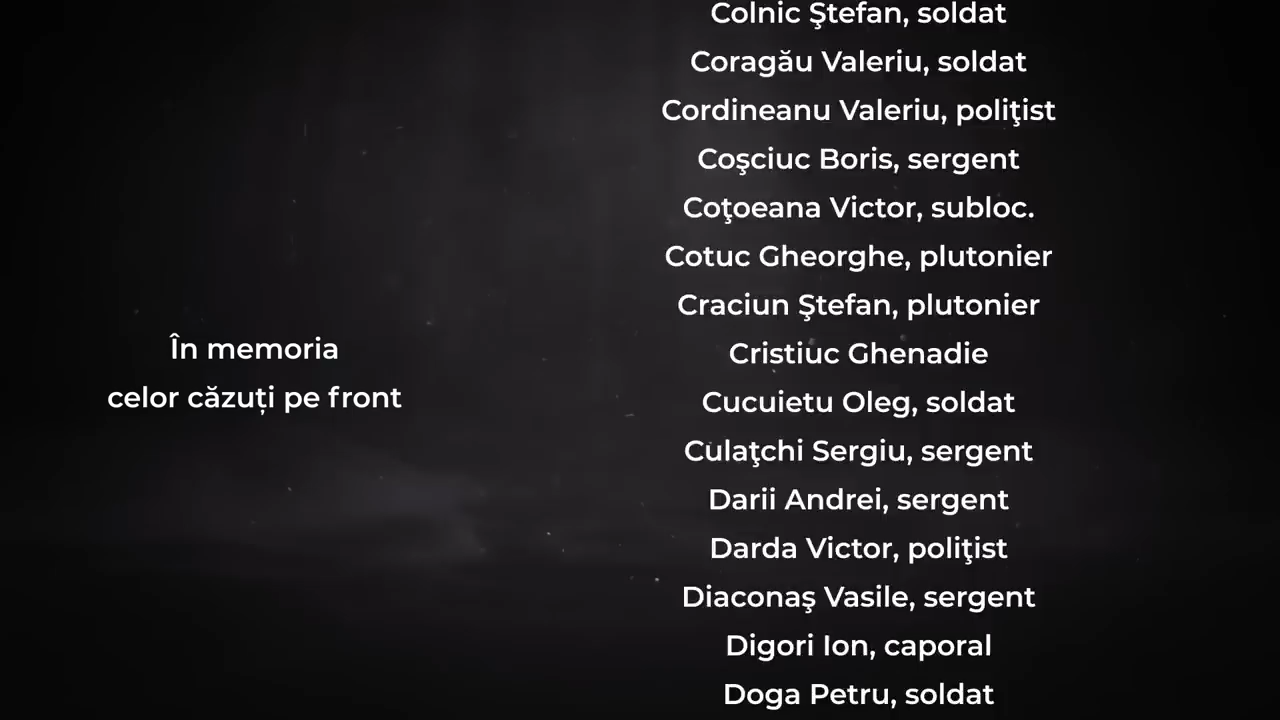 În memoria
celor căzuți pe front
Colnic Ştefan, soldat
Coragău Valeriu, soldat
Cordineanu Valeriu, poliţist
Coşciuc Boris, sergent
Coţoeana Victor, subloc.
Cotuc Gheorghe, plutonier
Craciun Ştefan, plutonier
Cristiuc Ghenadie
Cucuietu Oleg, soldat
Culaţchi Sergiu, sergent
Darii Andrei, sergent
Darda Victor, poliţist
Diaconaş Vasile, sergent
Digori Ion, caporal
Doga Petru, soldat